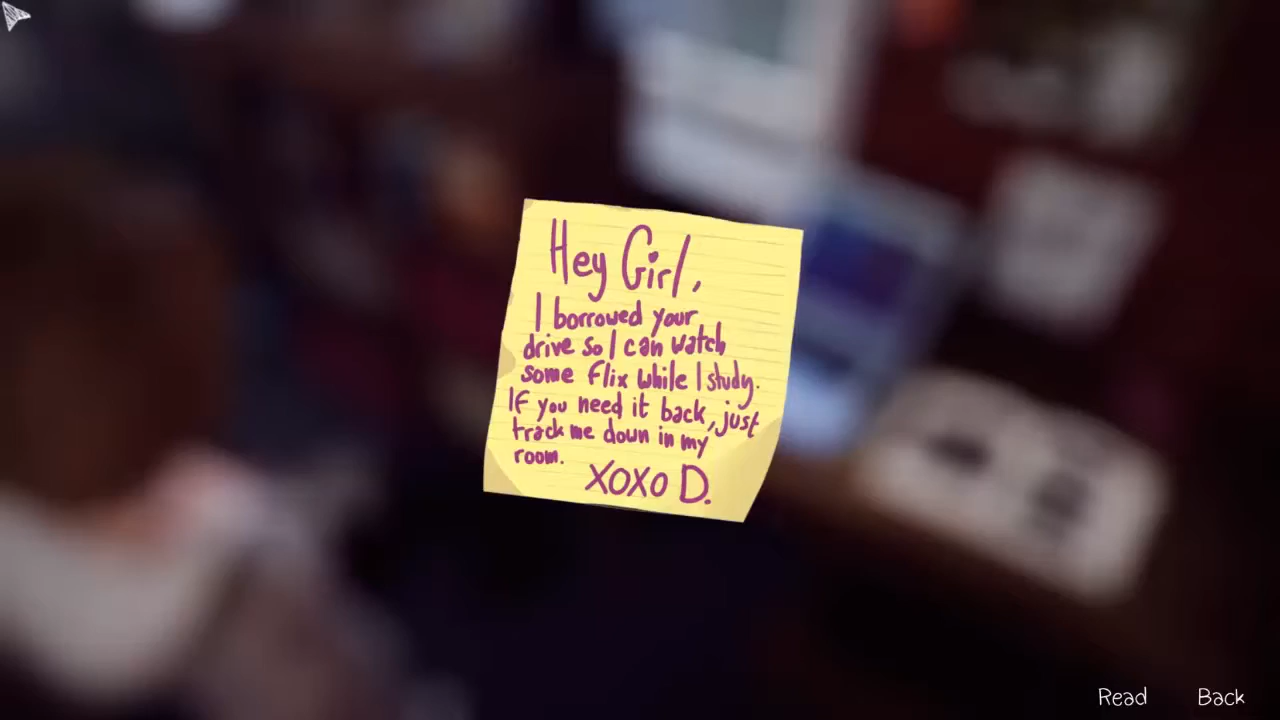 Hey Girl,
I borrowed your
drive so I can watch
some flix while I study.
If you need it back, just
track me down in my
room.
XOXO D.
Read Back